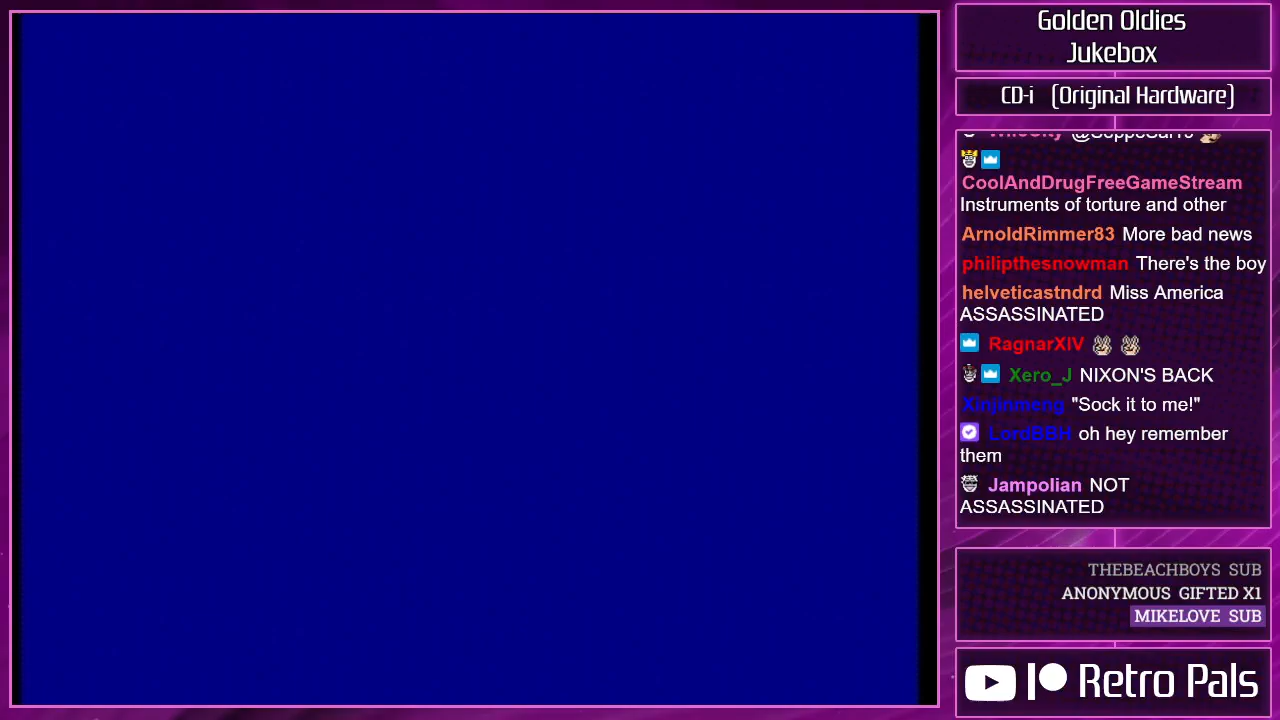 Golden Oldies
Jukebox
CD-i (Original Hardware)
CoolAndDrugFreeGameStream
Instruments of torture and other
ArnoldRimmer83 More bad news
philipthesnowman There's the boy
helveticastndrd Miss America
ASSASSINATED
RagnarXIV
Xero_J NIXON'S BACK
Xinjinmeng "Sock it to me!"
LordBBH oh hey remember
them
Jampolian NOT
ASSASSINATED
THEBEACHBOYS SUB
ANONYMOUS GIFTED X1
MIKELOVE SUB
Retro Pals